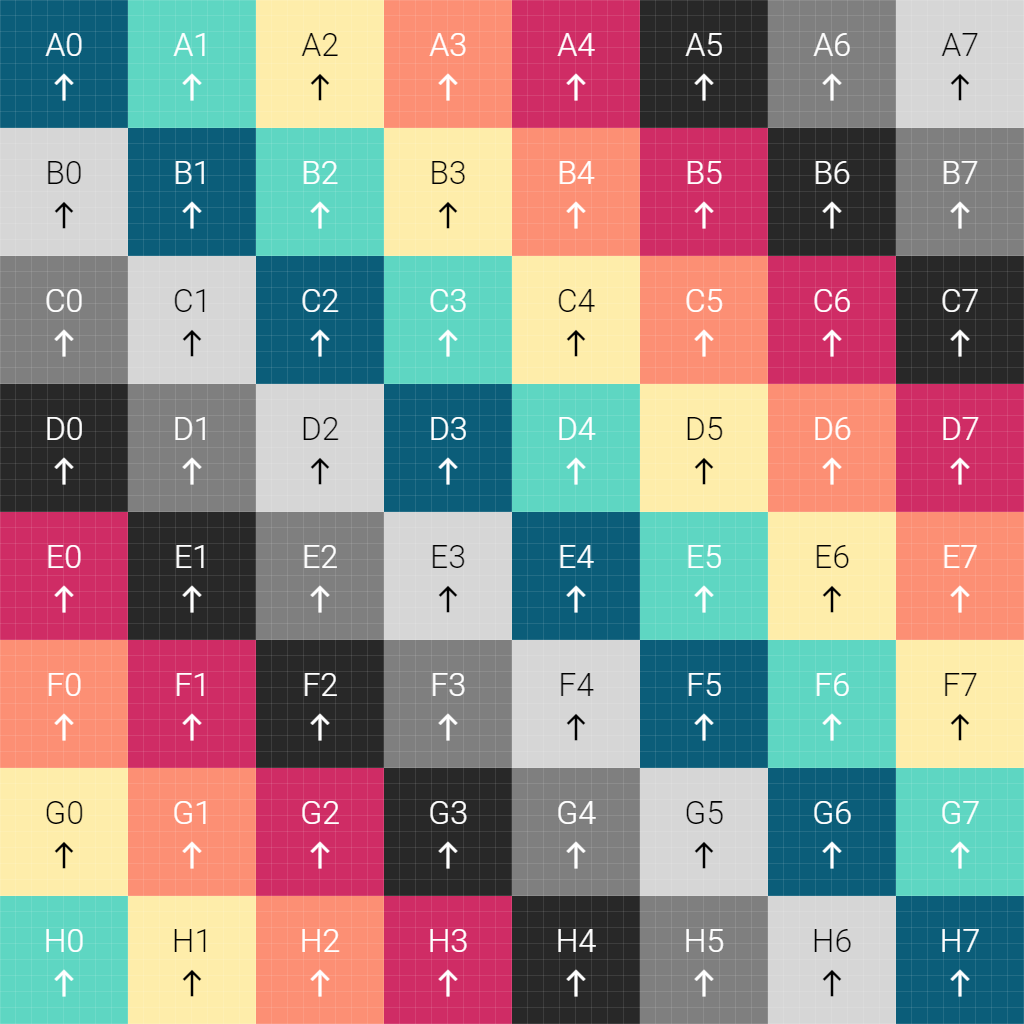 A0 A1 A2 A3 A4 A5 A6 A7
↑ ↑ ↑ ↑ ↑ ↑ ↑ ↑
B0 B1 B2 B3 B4 B5 B6 B7
↑ ↑ ↑ ↑ ↑ ↑ ↑ ↑
C0 C1 C2 C3 C4 C5 C6 C7
↑ ↑ ↑ ↑ ↑ ↑ ↑ ↑
D0 D1 D2 D3 D4 D5 D6 D7
↑ ↑ ↑ ↑ ↑ ↑ ↑ ↑
E0 E1 E2 E3 E4 E5 E6 E7
↑ ↑ ↑ ↑ ↑ ↑ ↑ ↑
F0 F1 F2 F3 F4 F5 F6 F7
↑ ↑ ↑ ↑ ↑ ↑ ↑ ↑
G0 G1 G2 G3 G4 G5 G6 G7
↑ ↑ ↑ ↑ ↑ ↑ ↑ ↑
H0 H1 H2 H3 H4 H5 H6 H7
↑ ↑ ↑ ↑ ↑ ↑ ↑ ↑